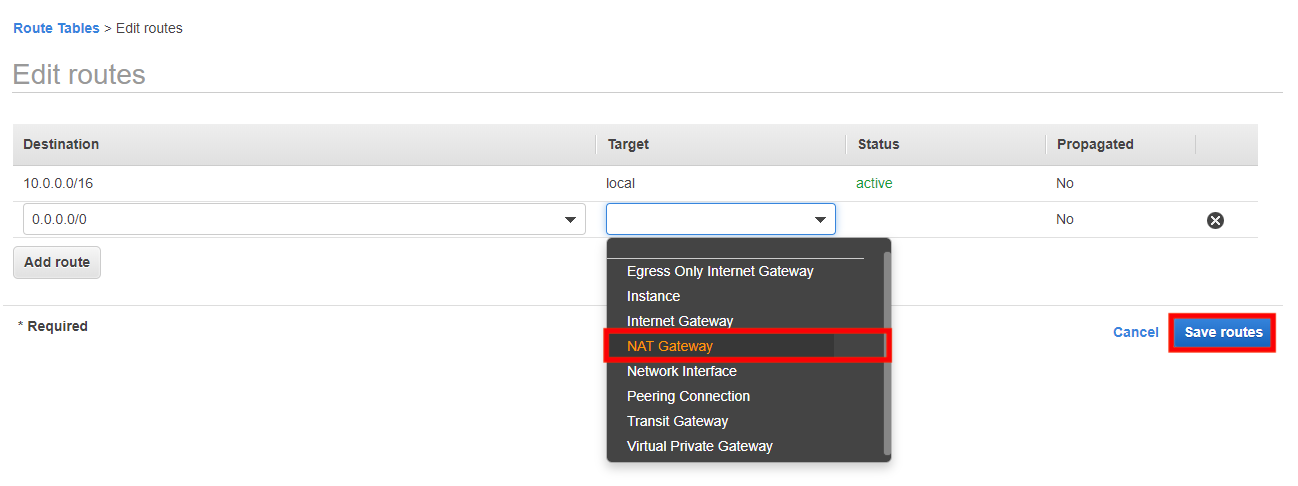 Route Tables > Edit routes
Edit routes
Destination Target Status Propagated
10.0.0.0/16 local active No
0.0.0.0/0 No
Add route
Egress Only Internet Gateway
Instance
Internet Gateway
NAT Gateway
Network Interface
Peering Connection
Transit Gateway
Virtual Private Gateway
* Required
Cancel Save routes